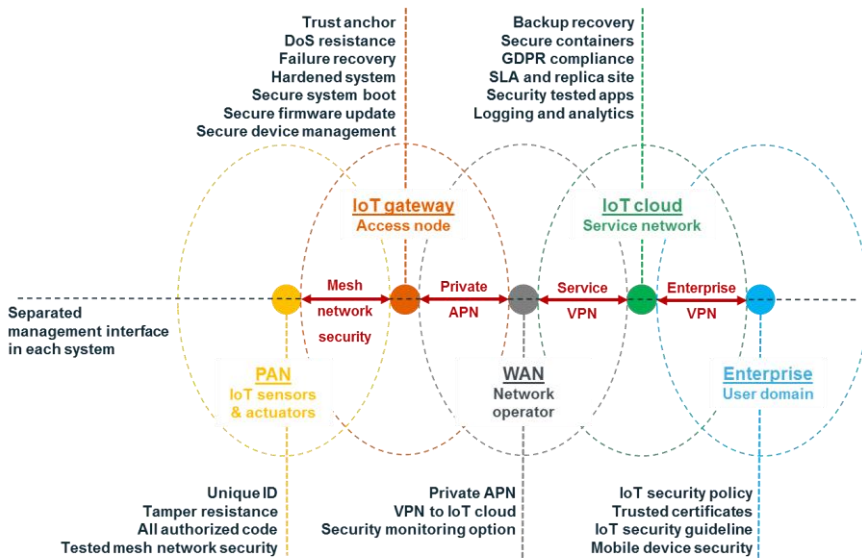 Trust anchor
DoS resistance
Failure recovery
Hardened system
Secure system boot
Secure firmware update
Secure device management
Backup recovery
Secure containers
GDPR compliance
SLA and replica site
Security tested apps
Logging and analytics
IoT gateway
Access node
IoT cloud
Service network
Mesh
network
security
Private
APN
Service
VPN
Enterprise
VPN
Separated
management interface
in each system
PAN
IoT sensors
& actuators
WAN
Network
operator
Enterprise
User domain
Unique ID
Tamper resistance
All authorized code
Tested mesh network security
Private APN
VPN to IoT cloud
Security monitoring option
IoT security policy
Trusted certificates
IoT security guideline
Mobile device security